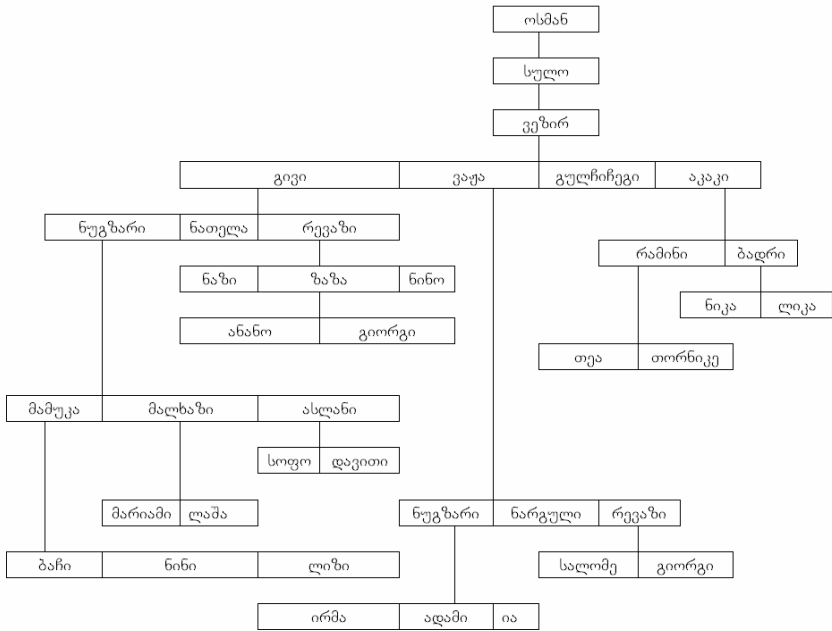 ოსმან
სულო
ვეზირ
გივი ვაჟა გულჩიჩეგი აკაკი
ნუგზარი ნათელა რევაზი
რამინი ბადრი
ნაზი ზაზა ნინო
ნიკა ლიკა
ანანო გიორგი
თეა თორნიკე
მამუკა მალხაზი ასლანი
სოფო დავითი
მარიამი ლაშა ნუგზარი ნარგული რევაზი
ბაჩი ნინი ლიზი სალომე გიორგი
ირმა ადამი ია